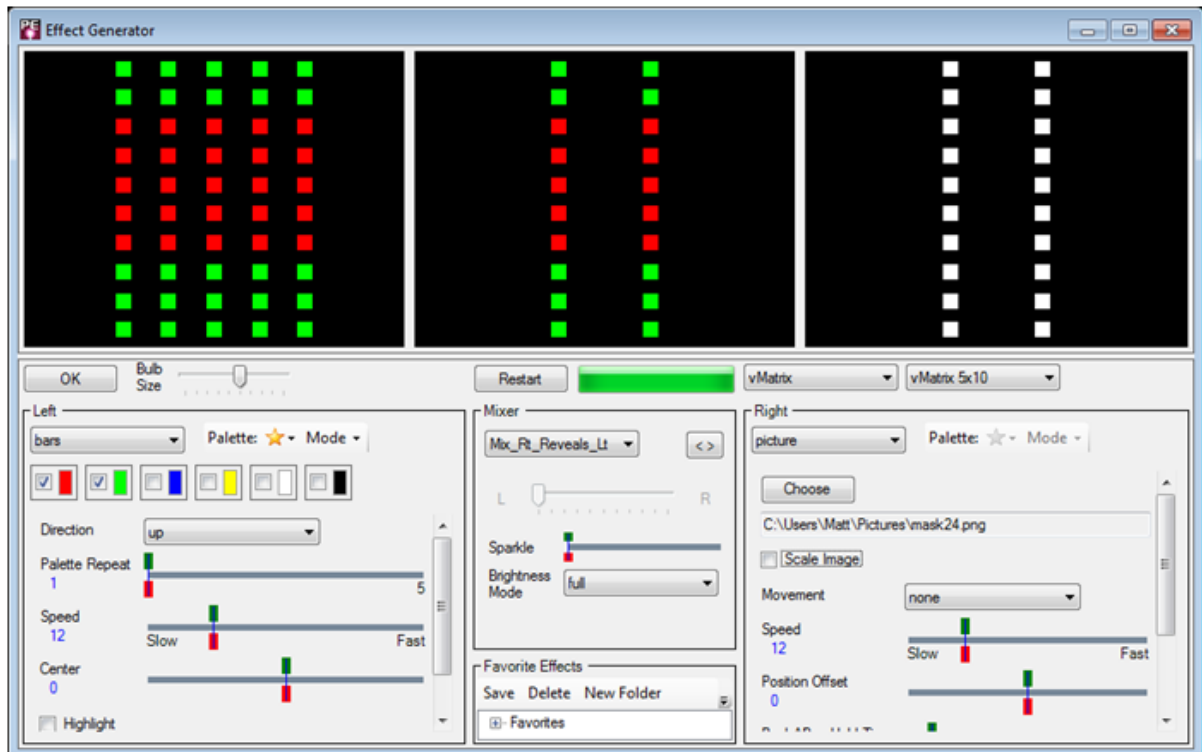 PE Effect Generator
OK
Bulb Size
Restart
vMatrix
vMatrix 5x10
Left
bars
Palette:
Mode
Direction
up
Palette Repeat
1
5
Speed
12
Slow
Fast
Center
0
Highlight
Mixer
Mix_Rt_Reveals_Lt
< >
L
R
Sparkle
Brightness Mode
full
Favorite Effects
Save Delete New Folder
Favorites
Right
picture
Palette:
Mode
Choose
C:\Users\Matt\Pictures\mask24.png
Scale Image
Movement
none
Speed
12
Slow
Fast
Position Offset
0